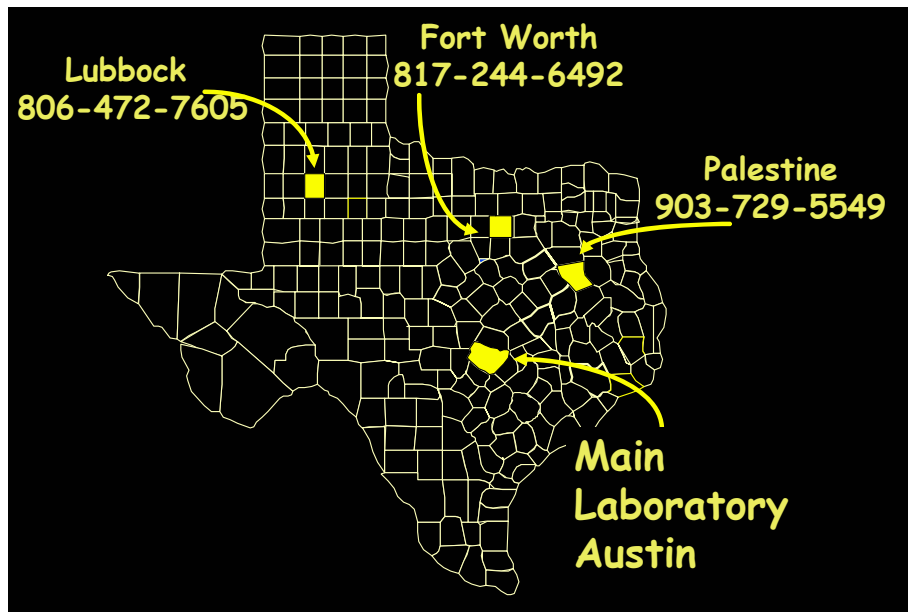 Fort Worth
817-244-6492
Lubbock
806-472-7605
Palestine
903-729-5549
Main
Laboratory
Austin